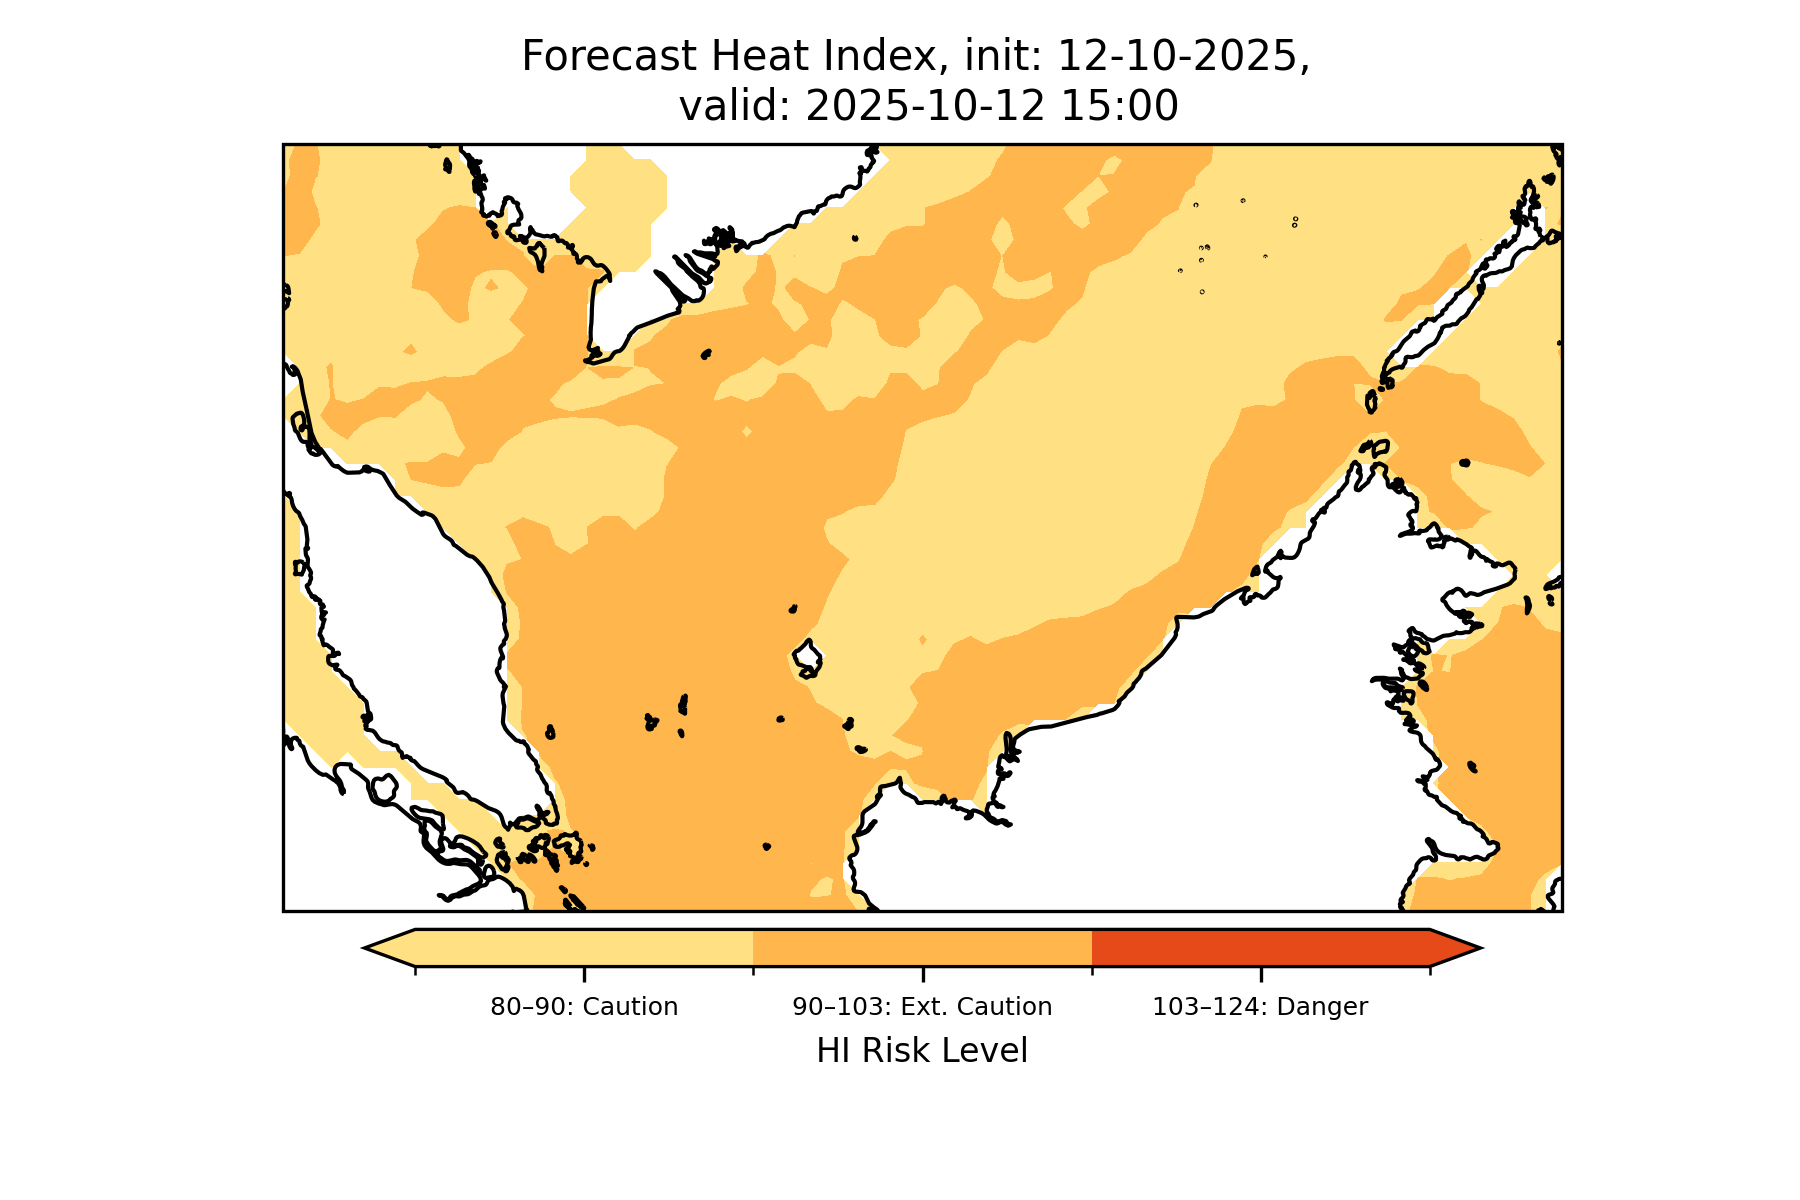 Forecast Heat Index, init: 12-10-2025,
valid: 2025-10-12 15:00
80–90: Caution
90–103: Ext. Caution
103–124: Danger
HI Risk Level